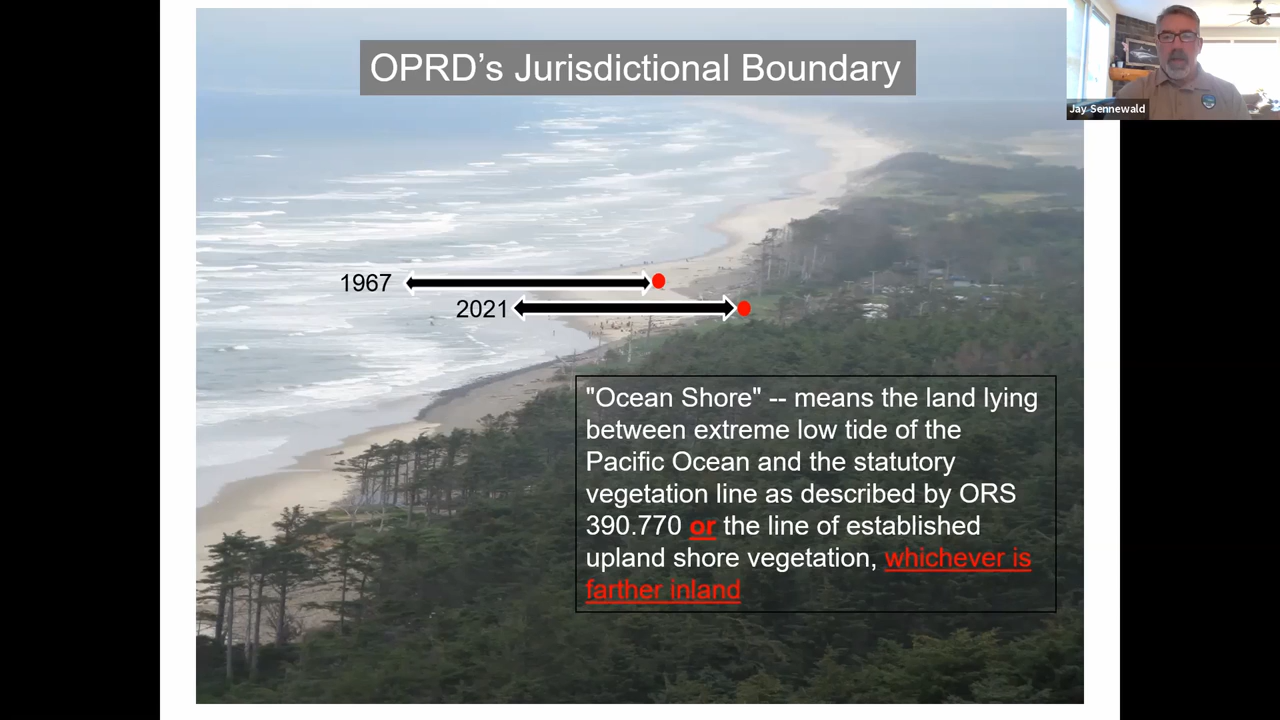 OPRD’s Jurisdictional Boundary
Jay Sennewald
1967
2021
"Ocean Shore" -- means the land lying
between extreme low tide of the
Pacific Ocean and the statutory
vegetation line as described by ORS
390.770 or the line of established
upland shore vegetation, whichever is
farther inland